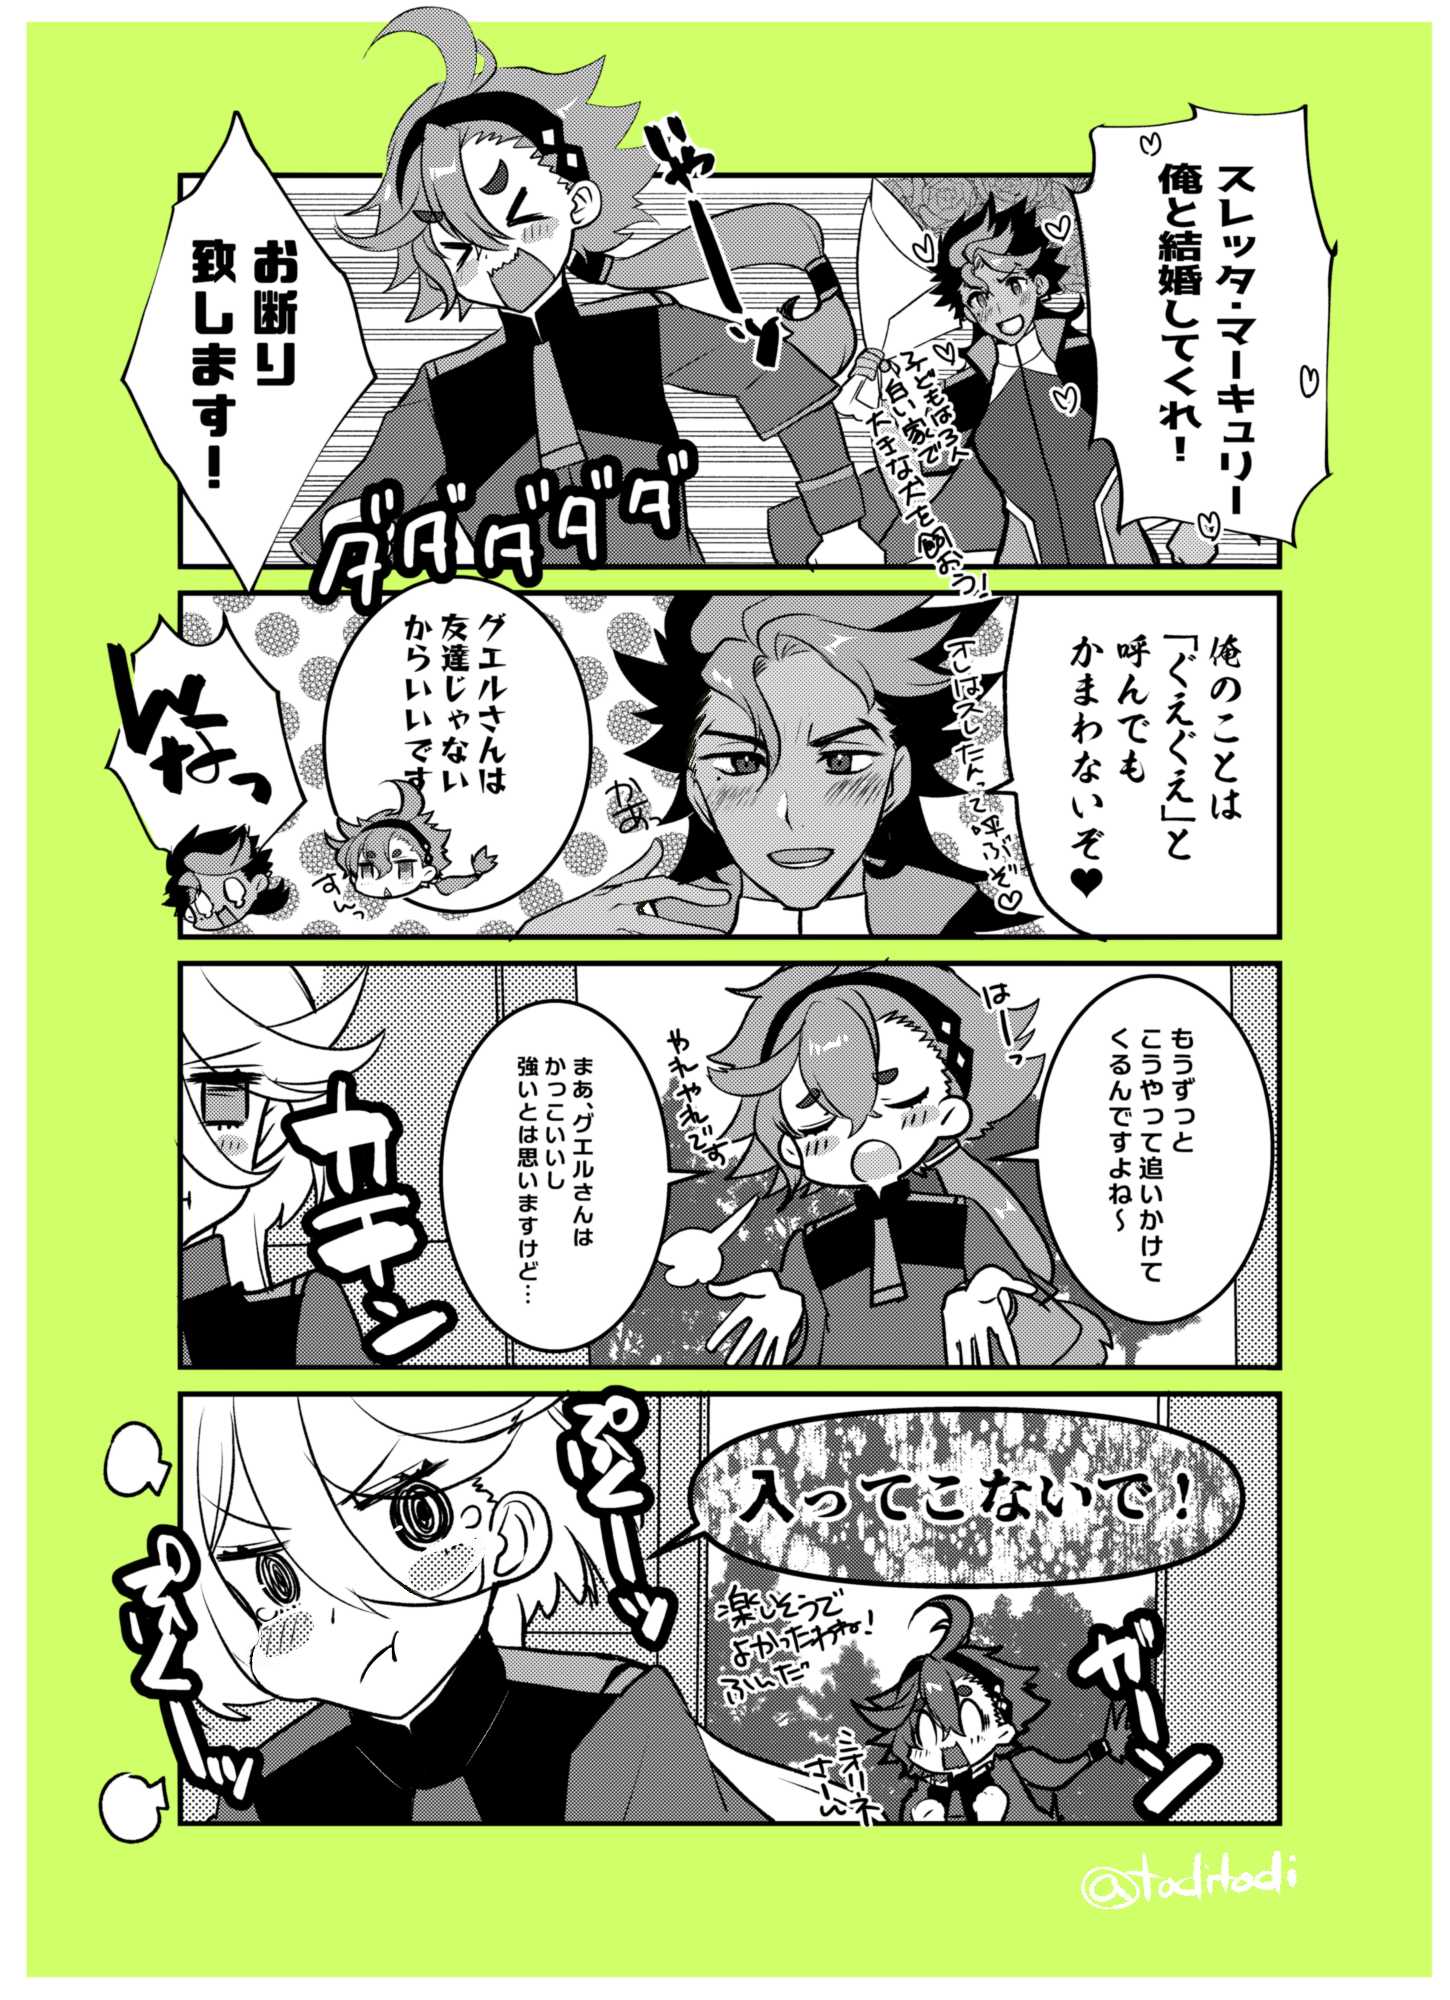 スレッタ・マーキュリー
俺と結婚してくれ！
子どもは3人
白い家で
大きな犬を飼おう！
ぢゃーーっ
ダダダダダ
お断り
致します！
俺のことは
「ぐえぐえ」と
呼んでも
かまわないぞ♥
オレはスレたんって呼ぶぞ♡
かあっ
グエルさんは
友達じゃない
からいいです
すんっ
んなっ
もうずっと
こうやって追いかけて
くるんですよね〜
はーっ
やれやれです
まあ、グエルさんは
かっこいいし
強いとは思いますけど…
カチン
入ってこないで！
ぷくーーッ
ぷくーーッ
楽しそうで
よかったわね！
ふんだ
ガーン
ミオリネ
さーん
@toditodi